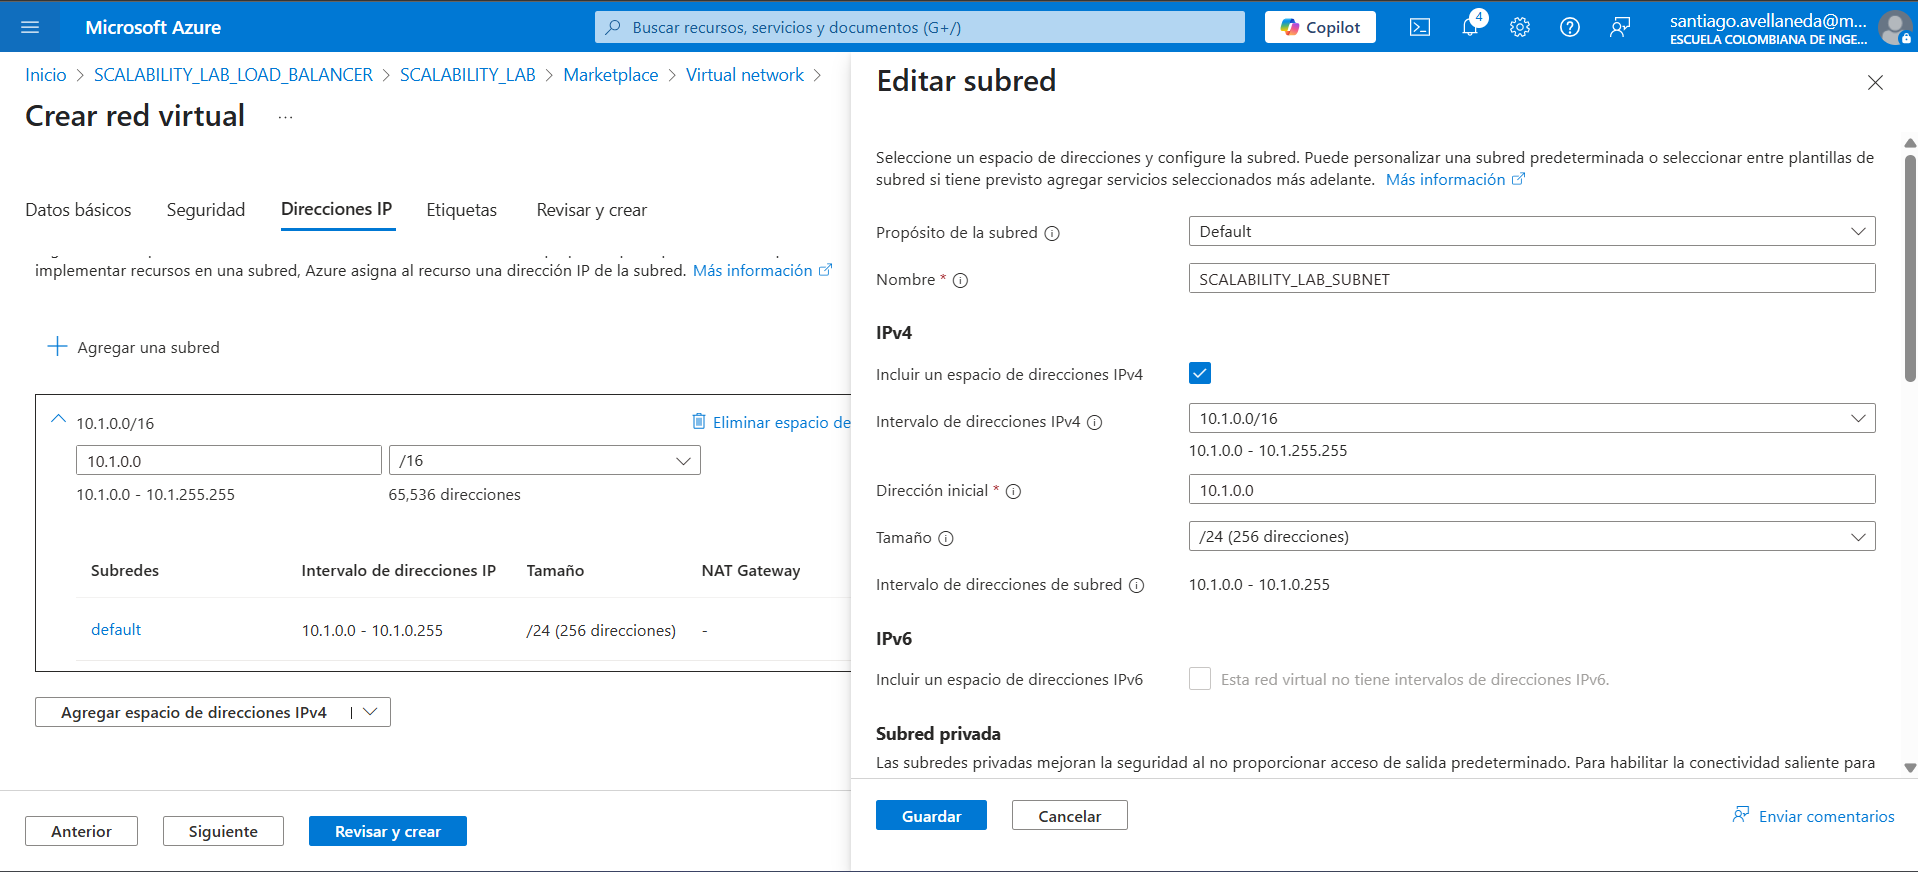 Microsoft Azure
Buscar recursos, servicios y documentos (G+/)
Copilot
4
santiago.avellaneda@m...
ESCUELA COLOMBIANA DE INGE...
Inicio > SCALABILITY_LAB_LOAD_BALANCER > SCALABILITY_LAB > Marketplace > Virtual network >
Crear red virtual ...
Datos básicos Seguridad Direcciones IP Etiquetas Revisar y crear
implementar recursos en una subred, Azure asigna al recurso una dirección IP de la subred. Más información
Agregar una subred
10.1.0.0/16
Eliminar espacio de
10.1.0.0
/16
10.1.0.0 - 10.1.255.255
65,536 direcciones
Subredes Intervalo de direcciones IP Tamaño NAT Gateway
default 10.1.0.0 - 10.1.0.255 /24 (256 direcciones) -
Agregar espacio de direcciones IPv4 |
Anterior Siguiente Revisar y crear
Editar subred
Seleccione un espacio de direcciones y configure la subred. Puede personalizar una subred predeterminada o seleccionar entre plantillas de
subred si tiene previsto agregar servicios seleccionados más adelante. Más información
Propósito de la subred Default
Nombre * SCALABILITY_LAB_SUBNET
IPv4
Incluir un espacio de direcciones IPv4
Intervalo de direcciones IPv4 10.1.0.0/16
10.1.0.0 - 10.1.255.255
Dirección inicial * 10.1.0.0
Tamaño /24 (256 direcciones)
Intervalo de direcciones de subred 10.1.0.0 - 10.1.0.255
IPv6
Incluir un espacio de direcciones IPv6 Esta red virtual no tiene intervalos de direcciones IPv6.
Subred privada
Las subredes privadas mejoran la seguridad al no proporcionar acceso de salida predeterminado. Para habilitar la conectividad saliente para
Guardar Cancelar
Enviar comentarios